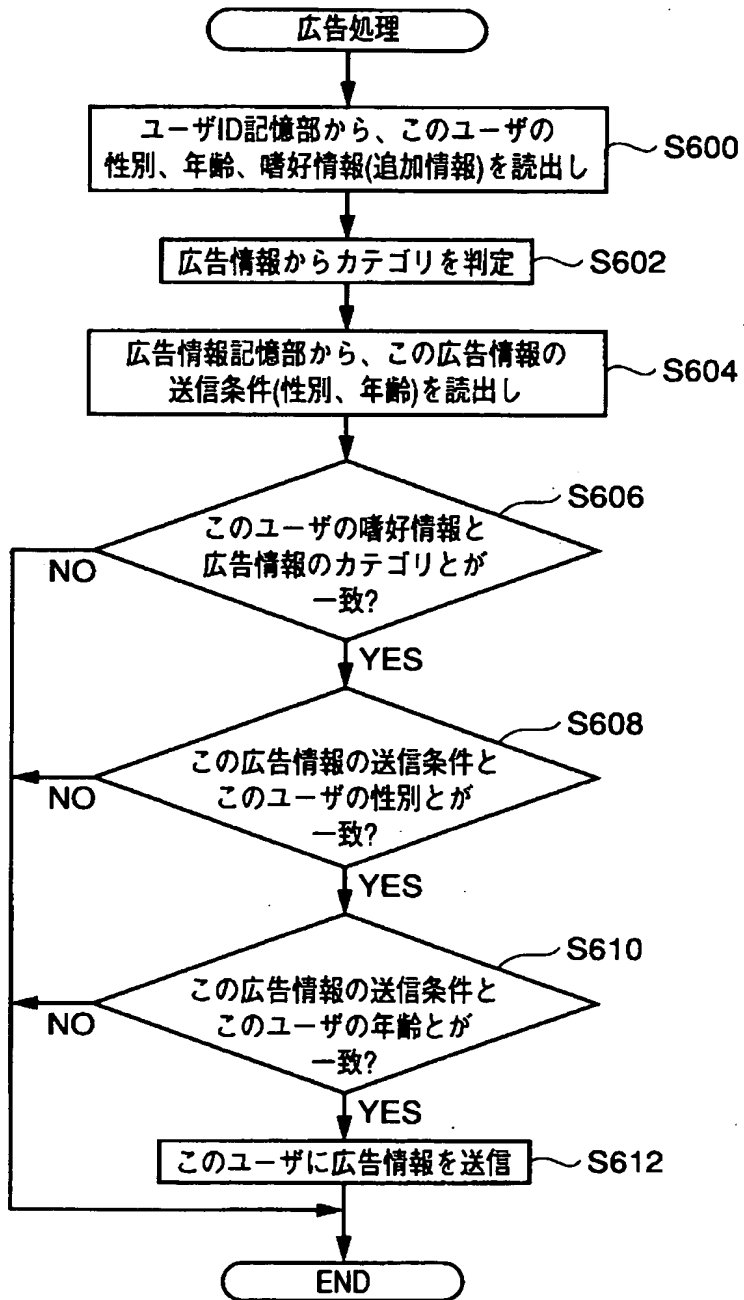 広告処理
ユーザID記憶部から、このユーザの
性別、年齢、嗜好情報(追加情報)を読出し
S600
広告情報からカテゴリを判定
S602
広告情報記憶部から、この広告情報の
送信条件(性別、年齢)を読出し
S604
S606
このユーザの嗜好情報と
広告情報のカテゴリとが
一致?
NO
YES
S608
この広告情報の送信条件と
このユーザの性別とが
一致?
NO
YES
S610
この広告情報の送信条件と
このユーザの年齢とが
一致?
NO
YES
このユーザに広告情報を送信
S612
END